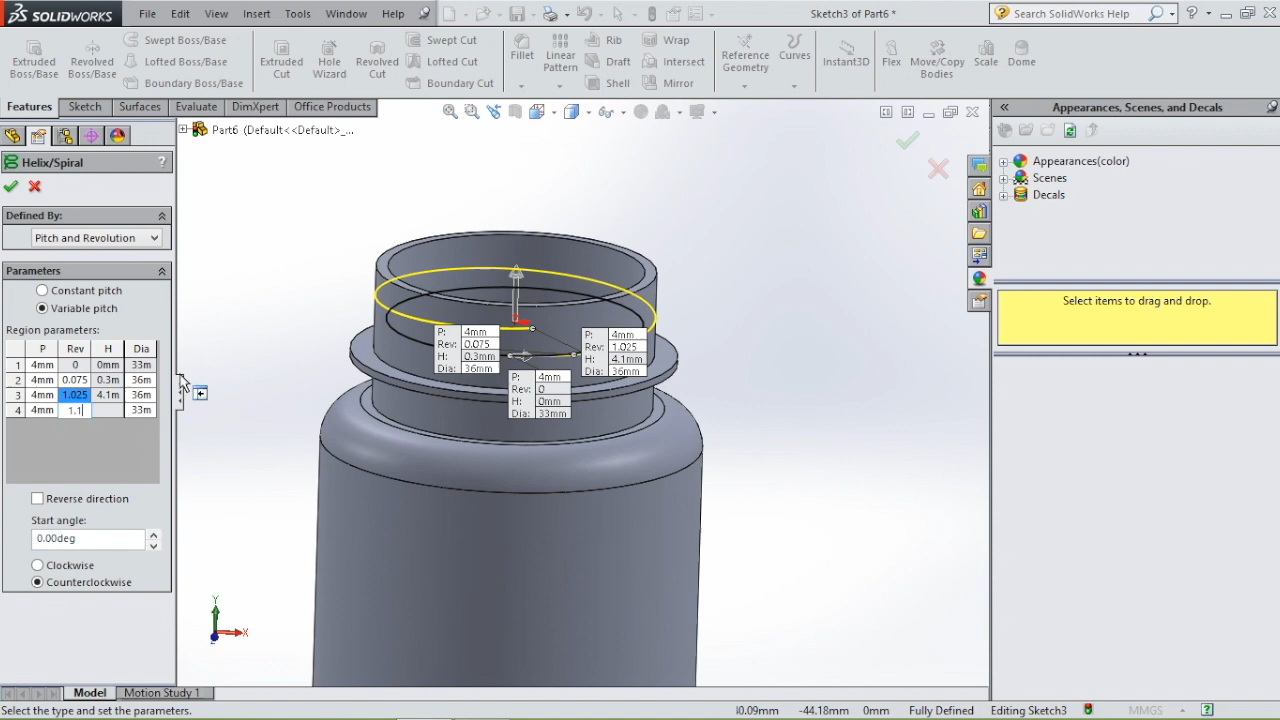 SOLIDWORKS File Edit View Insert Tools Window Help Sketch3 of Part6 * Search SolidWorks Help
Extruded Boss/Base
Revolved Boss/Base
Swept Boss/Base
Lofted Boss/Base
Boundary Boss/Base
Extruded Cut
Hole Wizard
Revolved Cut
Swept Cut
Lofted Cut
Boundary Cut
Fillet
Linear Pattern
Rib
Draft
Shell
Wrap
Intersect
Mirror
Reference Geometry
Curves
Instant3D
Flex
Move/Copy Bodies
Scale
Dome
Features Sketch Surfaces Evaluate DimXpert Office Products
Appearances, Scenes, and Decals
Part6 (Default<<Default>_...
Helix/Spiral ?
Defined By:
Pitch and Revolution
Parameters
Constant pitch
Variable pitch
Region parameters:
P Rev H Dia
1 4mm 0 0mm 33m
2 4mm 0.075 0.3m 36m
3 4mm 1.025 4.1m 36m
4 4mm 1.1 33m
Reverse direction
Start angle:
0.00deg
Clockwise
Counterclockwise
P: 4mm
Rev: 0.075
H: 0.3mm
Dia: 36mm
P: 4mm
Rev: 1.025
H: 4.1mm
Dia: 36mm
P: 4mm
Rev: 0
H: 0mm
Dia: 33mm
Y
X
Z
Appearances(color)
Scenes
Decals
Select items to drag and drop.
Model Motion Study 1
Select the type and set the parameters. -44.18mm 0mm Fully Defined Editing Sketch3 MMGS